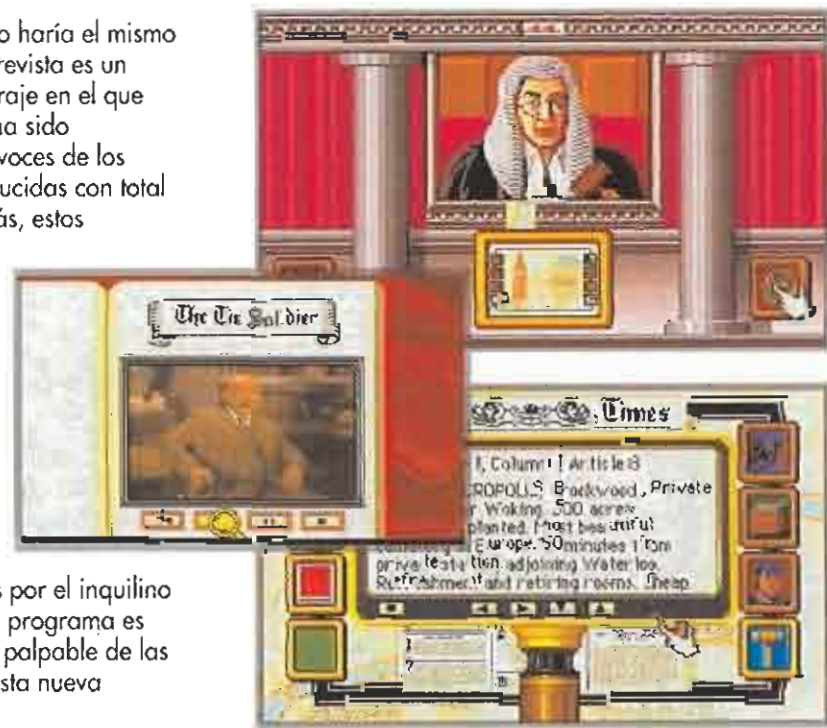 o haría el mismo
revista es un
raje en el que
ha sido
voces de los
ucidas con total
ás, estos
The Tin Soldier
Times
1, Column 1 Article 8
CROPOLIS, Brookwood, Private
r Woking. 500 acres
planted. Most beautiful
Europe. 50 minutes from
private station adjoining Waterloo.
Refreshment and retiring rooms. Cheap
s por el inquilino
programa es
palpable de las
sta nueva